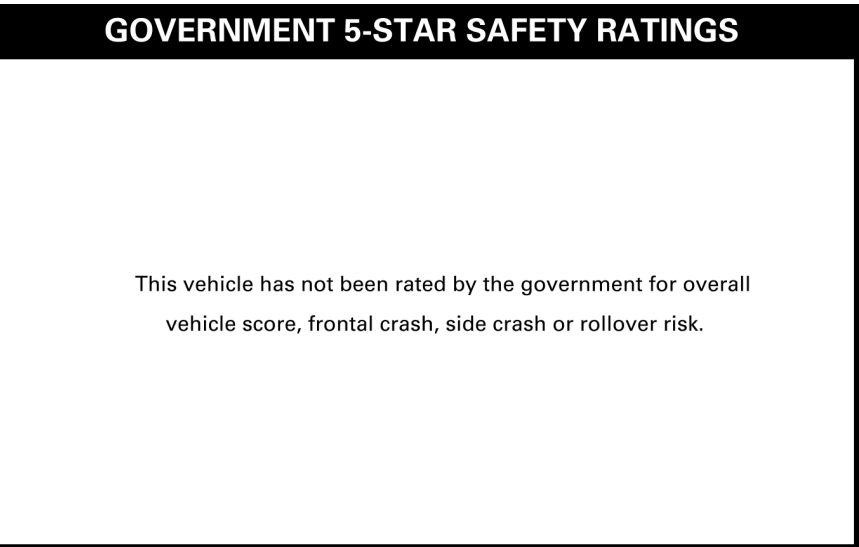 GOVERNMENT 5-STAR SAFETY RATINGS
This vehicle has not been rated by the government for overall
vehicle score, frontal crash, side crash or rollover risk.